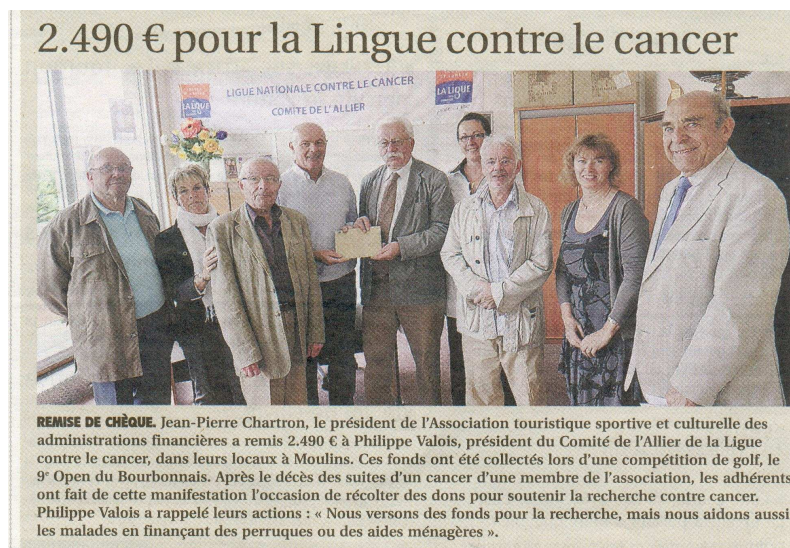 2.490 € pour la Lingue contre le cancer
LIGUE NATIONALE CONTRE LE CANCER
COMITÉ DE L'ALLIER
LA LIGUE
LA LIGUE
REMISE DE CHÈQUE. Jean-Pierre Chartron, le président de l'Association touristique sportive et culturelle des
administrations financières a remis 2.490 € à Philippe Valois, président du Comité de l'Allier de la Ligue
contre le cancer, dans leurs locaux à Moulins. Ces fonds ont été collectés lors d'une compétition de golf, le
9e Open du Bourbonnais. Après le décès des suites d'un cancer d'une membre de l'association, les adhérents
ont fait de cette manifestation l'occasion de récolter des dons pour soutenir la recherche contre cancer.
Philippe Valois a rappelé leurs actions : « Nous versons des fonds pour la recherche, mais nous aidons aussi
les malades en finançant des perruques ou des aides ménagères ».